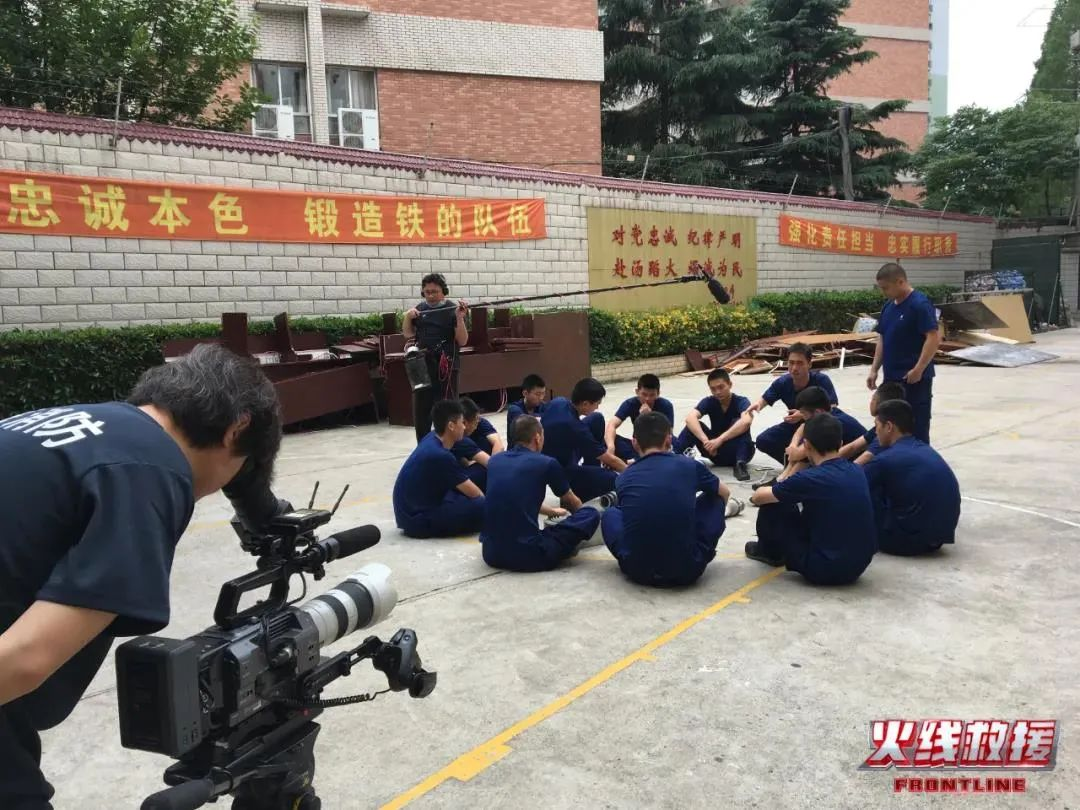 忠诚本色 锻造铁的队伍
对党忠诚 纪律严明
赴汤蹈火 竭诚为民
强化责任担当 忠实履行职责
消防
火线救援
FRONTLINE